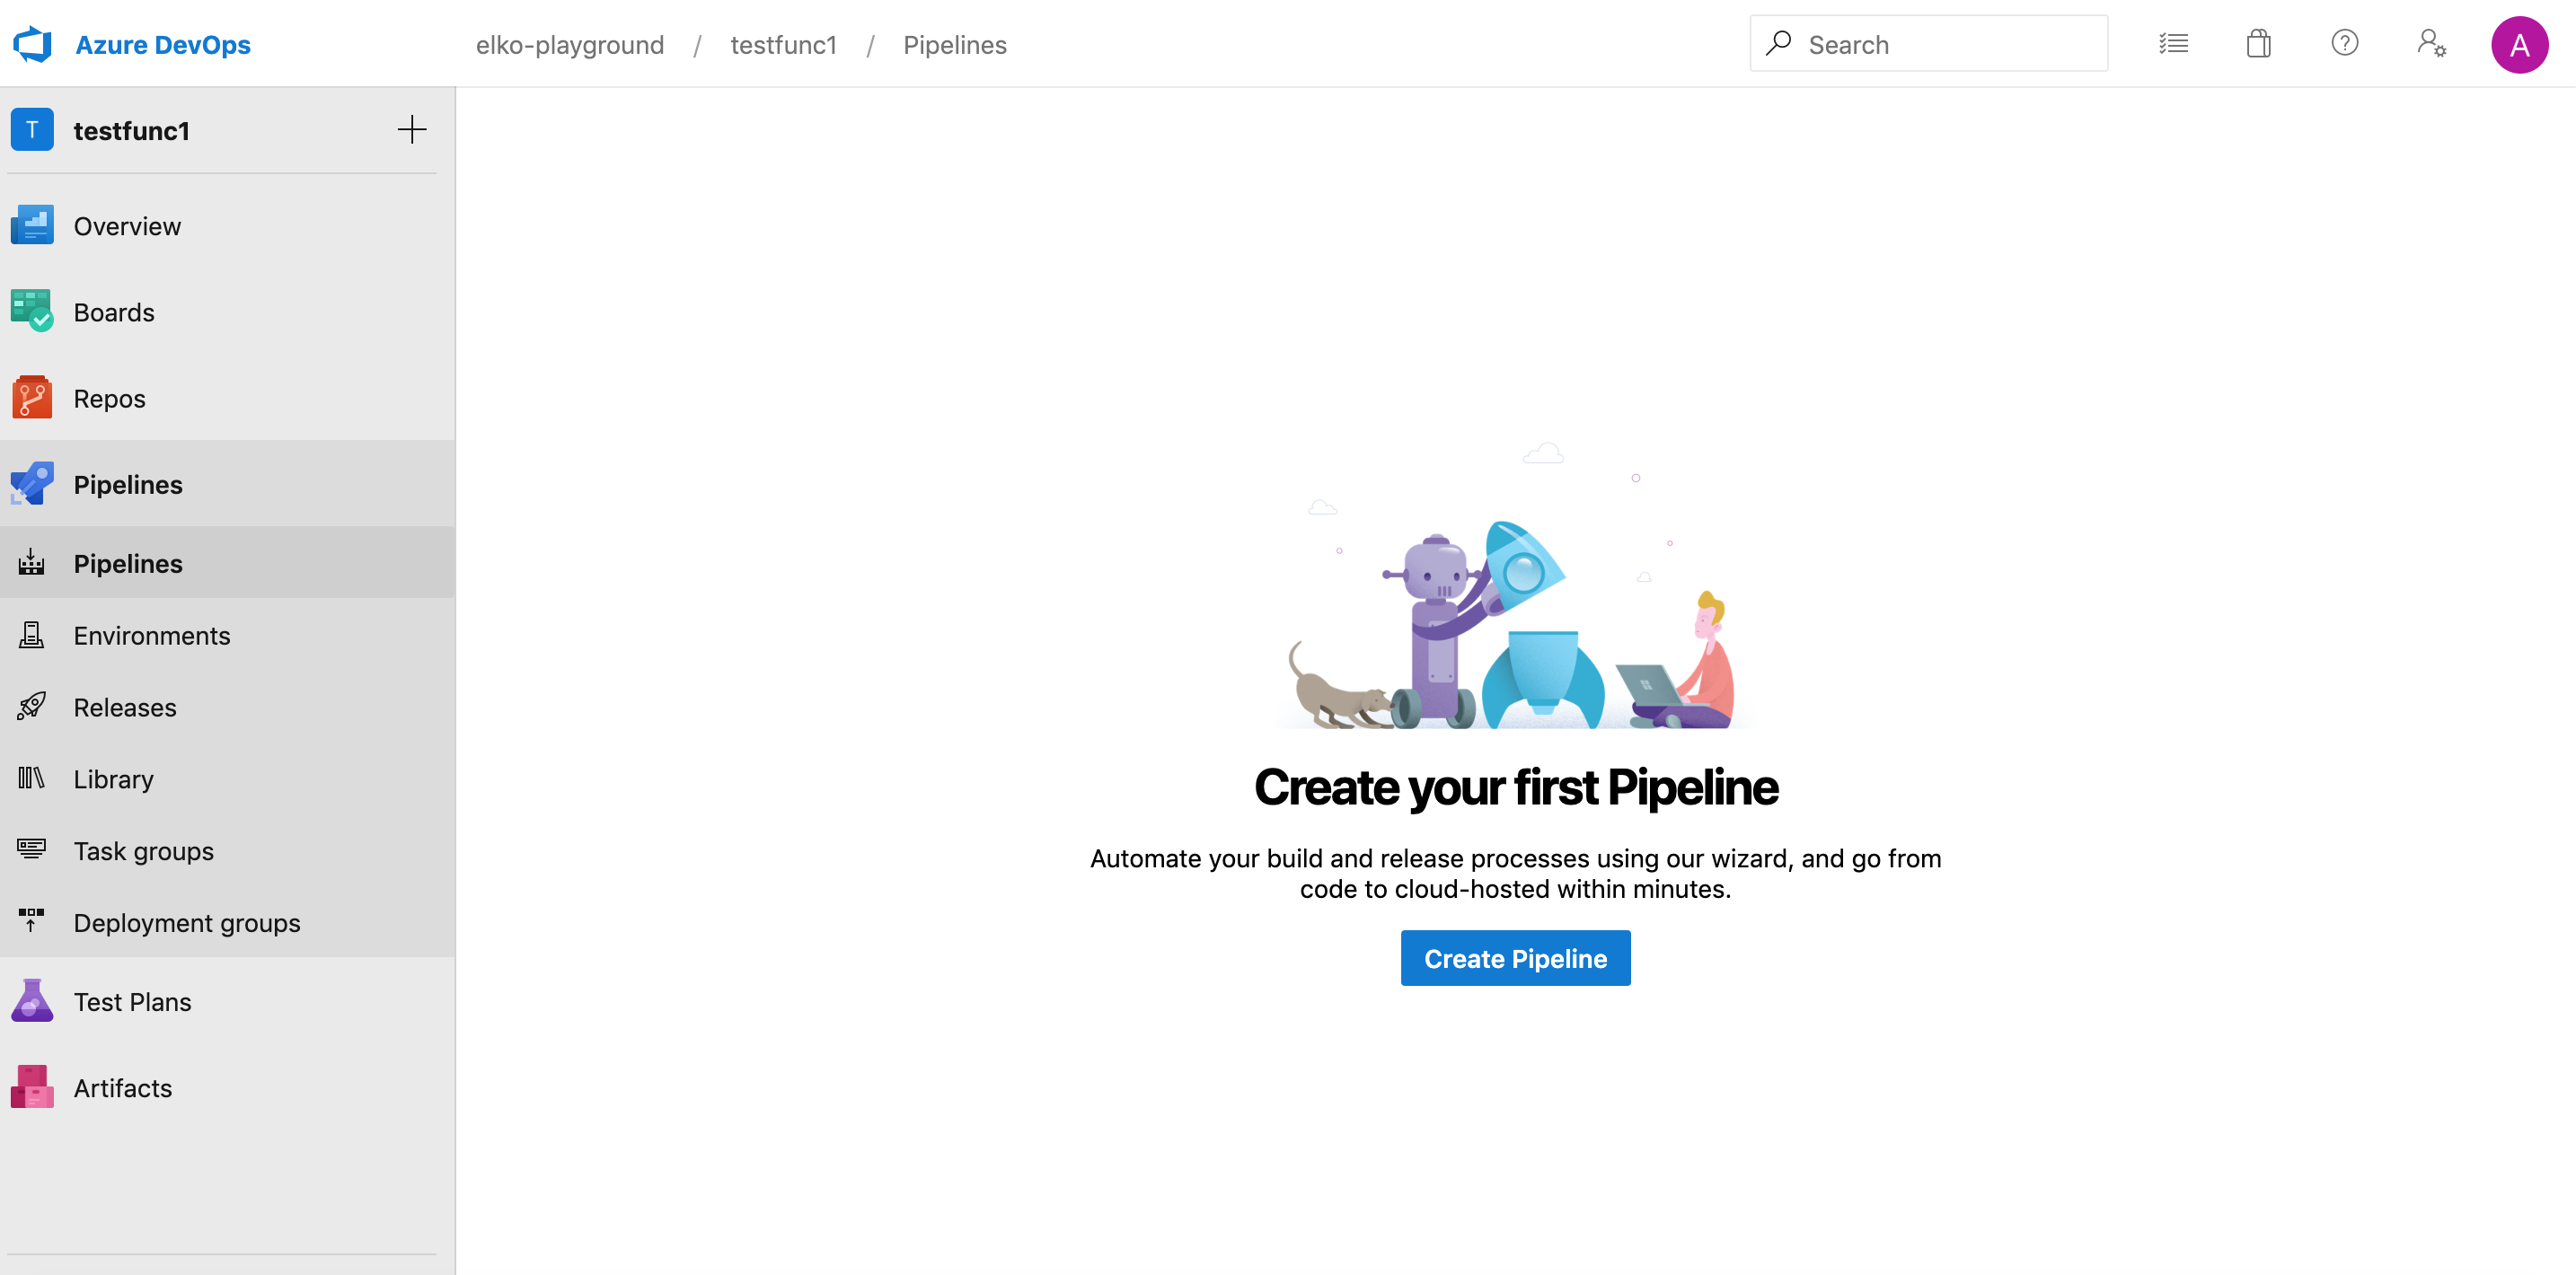 Azure DevOps
elko-playground / testfunc1 / Pipelines
Search
A
T testfunc1
Overview
Boards
Repos
Pipelines
Pipelines
Environments
Releases
Library
Task groups
Deployment groups
Test Plans
Artifacts
Create your first Pipeline
Automate your build and release processes using our wizard, and go from
code to cloud-hosted within minutes.
Create Pipeline